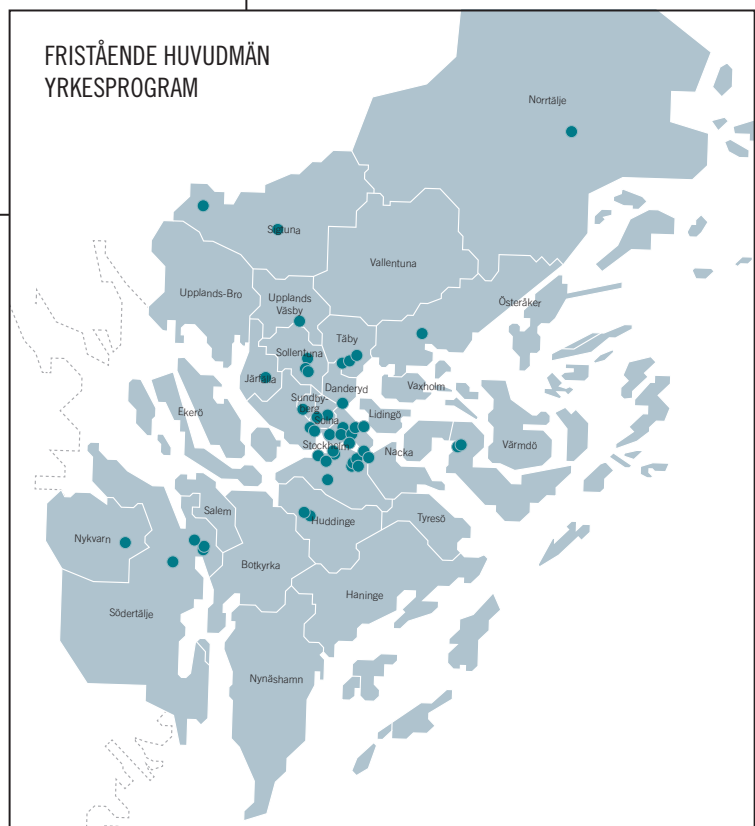 FRISTÅENDE HUVUDMÄN
YRKESPROGRAM
Norrtälje
Sigtuna
Vallentuna
Upplands-Bro
Upplands
Väsby
Österåker
Täby
Sollentuna
Järfälla
Danderyd
Vaxholm
Sundby-
berg
Ekerö
Lidingö
Solna
Stockholm
Nacka
Värmdö
Salem
Huddinge
Tyresö
Nykvarn
Botkyrka
Haninge
Södertälje
Nynäshamn